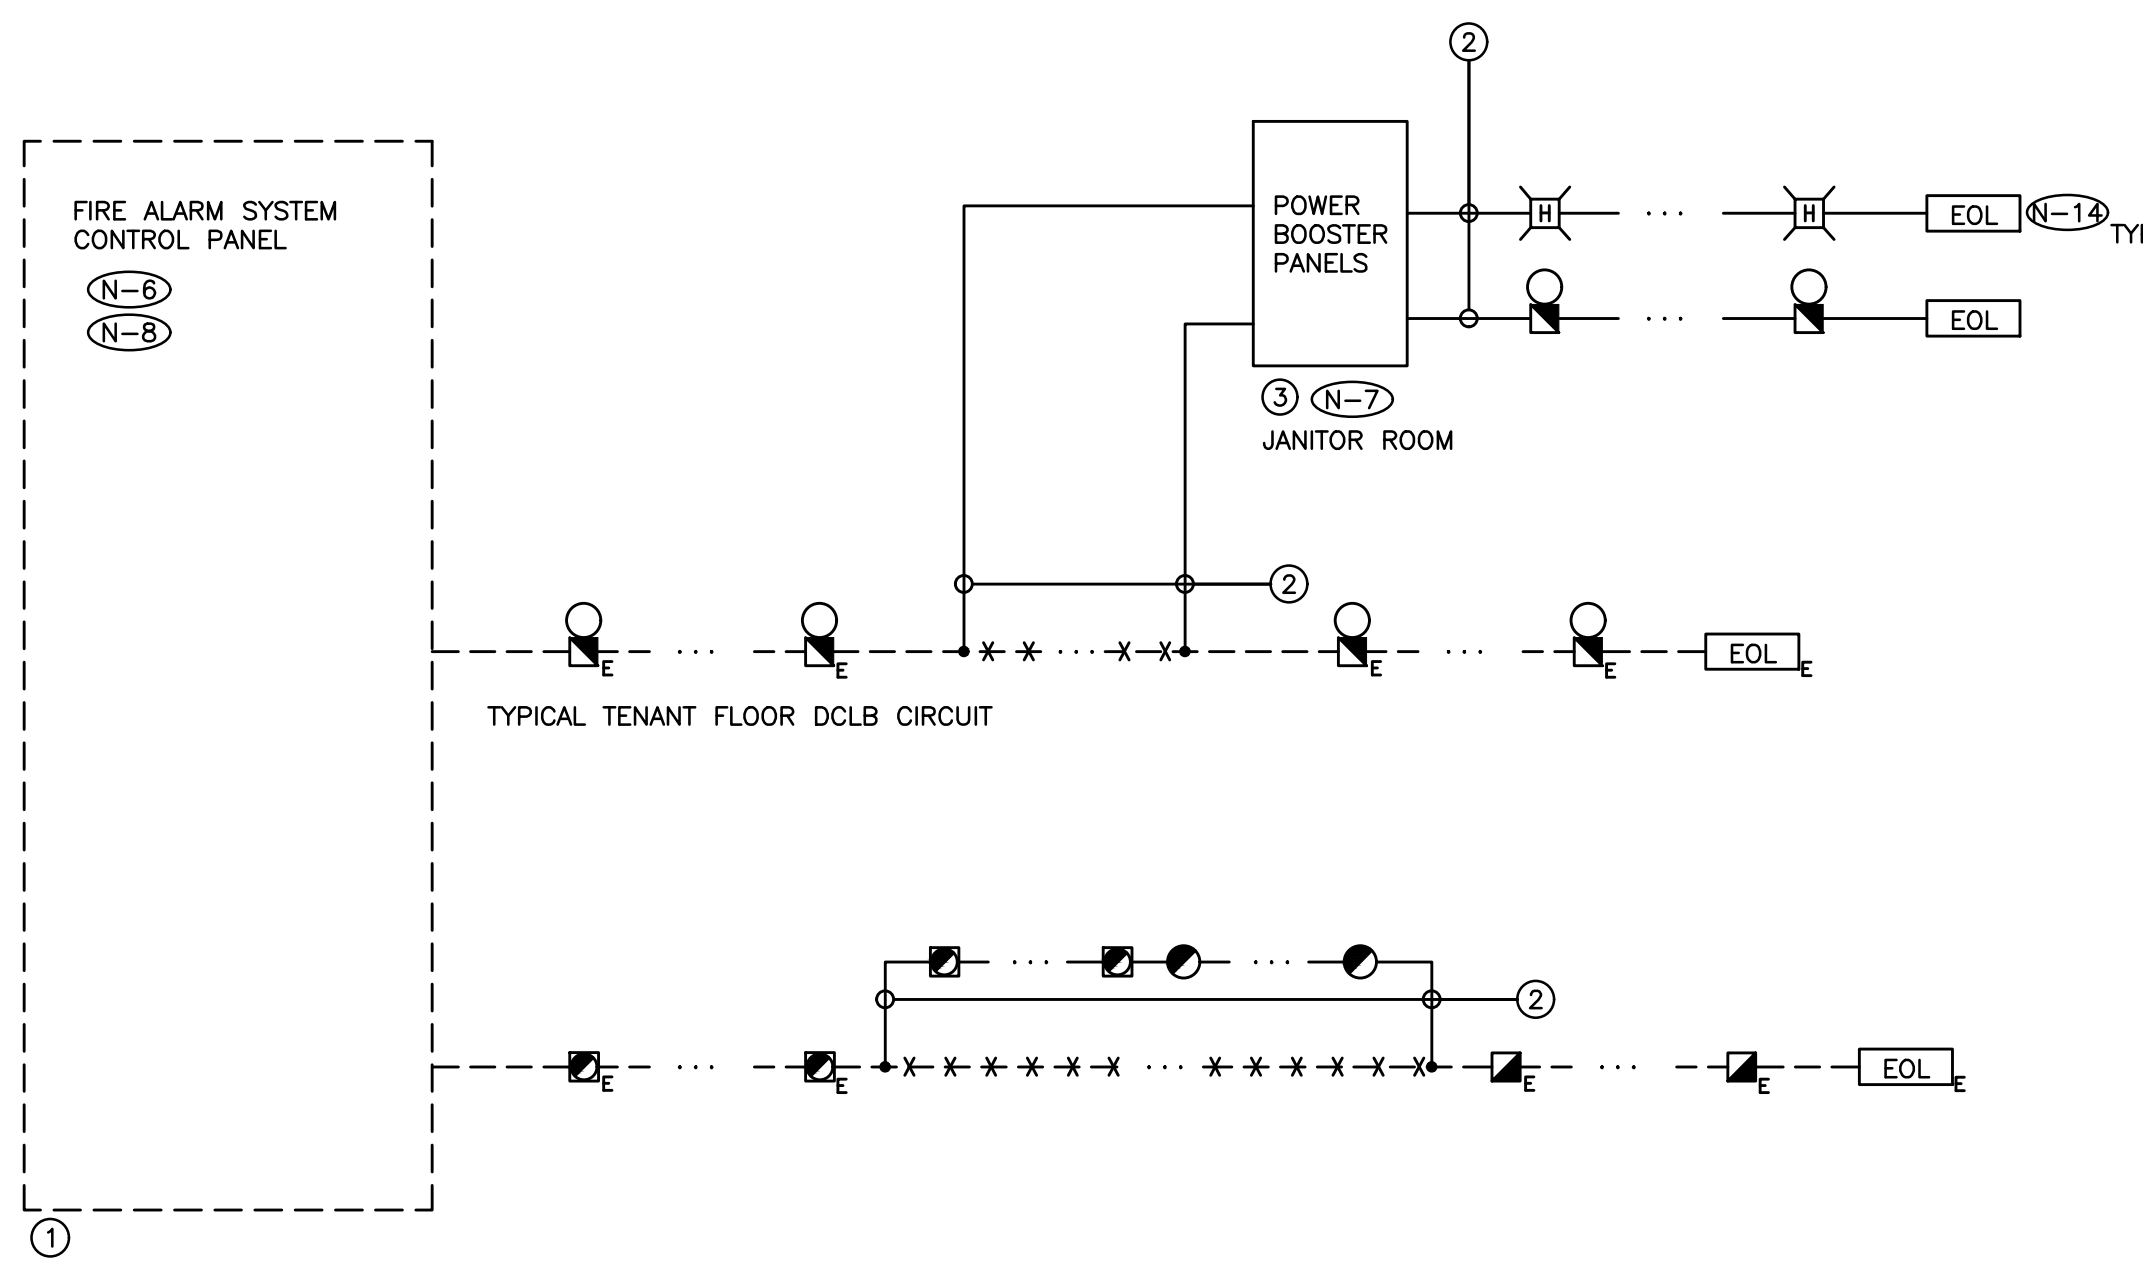 2
FIRE ALARM SYSTEM
CONTROL PANEL
N-6
N-8
POWER
BOOSTER
PANELS
H
H
EOL
N-14
TYI
EOL
3
N-7
JANITOR ROOM
2
E
E
E
E
EOL
E
TYPICAL TENANT FLOOR DCLB CIRCUIT
2
E
E
E
E
EOL
E
1